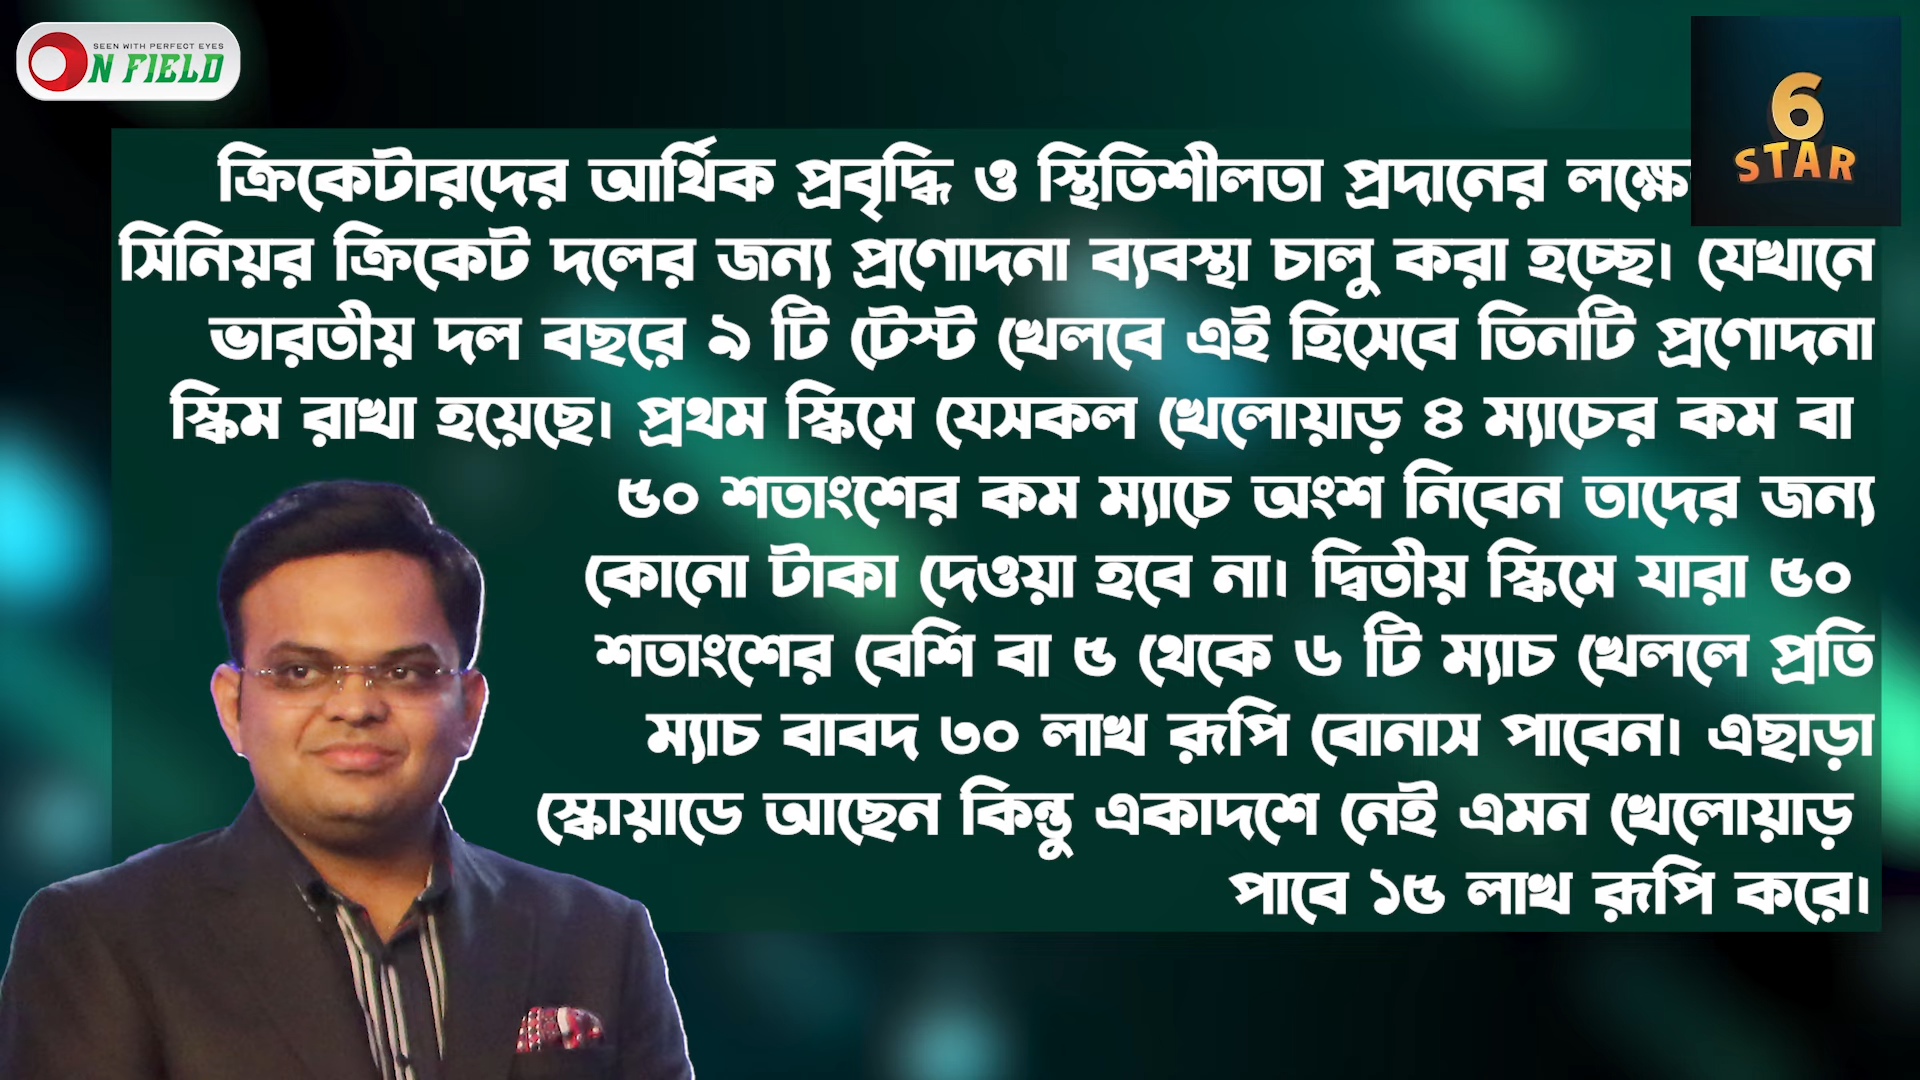 SEEN WITH PERFECT EYES
ON FIELD
6
STAR
ক্রিকেটারদের আর্থিক প্রবৃদ্ধি ও স্থিতিশীলতা প্রদানের
সিনিয়র ক্রিকেট দলের জন্য প্রণোদনা ব্যবস্থা চালু করা হচ্ছে। যেখানে
ভারতীয় দল বছরে ৯ টি টেস্ট খেলবে এই হিসেবে তিনটি প্রণোদনা
স্কিম রাখা হয়েছে। প্রথম স্কিমে যেসকল খেলোয়াড় ৪ ম্যাচের কম বা
৫০ শতাংশের কম ম্যাচে অংশ নিবেন তাদের জন্য
কোনো টাকা দেওয়া হবে না। দ্বিতীয় স্কিমে যারা ৫০
শতাংশের বেশি বা ৫ থেকে ৬ টি ম্যাচ খেললে প্রতি
ম্যাচ বাবদ ৩০ লাখ রূপি বোনাস পাবেন। এছাড়া
স্কোয়াডে আছেন কিন্তু একাদশে নেই এমন খেলোয়াড়
পাবে ১৫ লাখ রূপি করে।